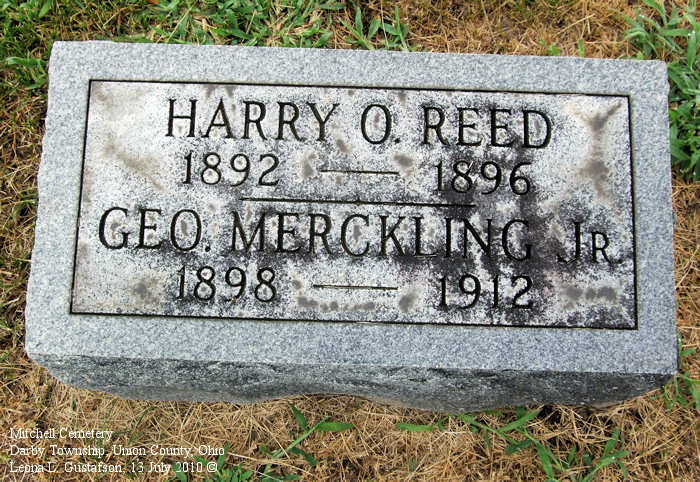 HARRY O. REED
1892 — 1896
GEO. MERCKLING JR.
1898 — 1912
Mitchell Cemetery
Darby Township, Union County, Ohio
Leona L. Gustafson, 13 July, 2010 ©